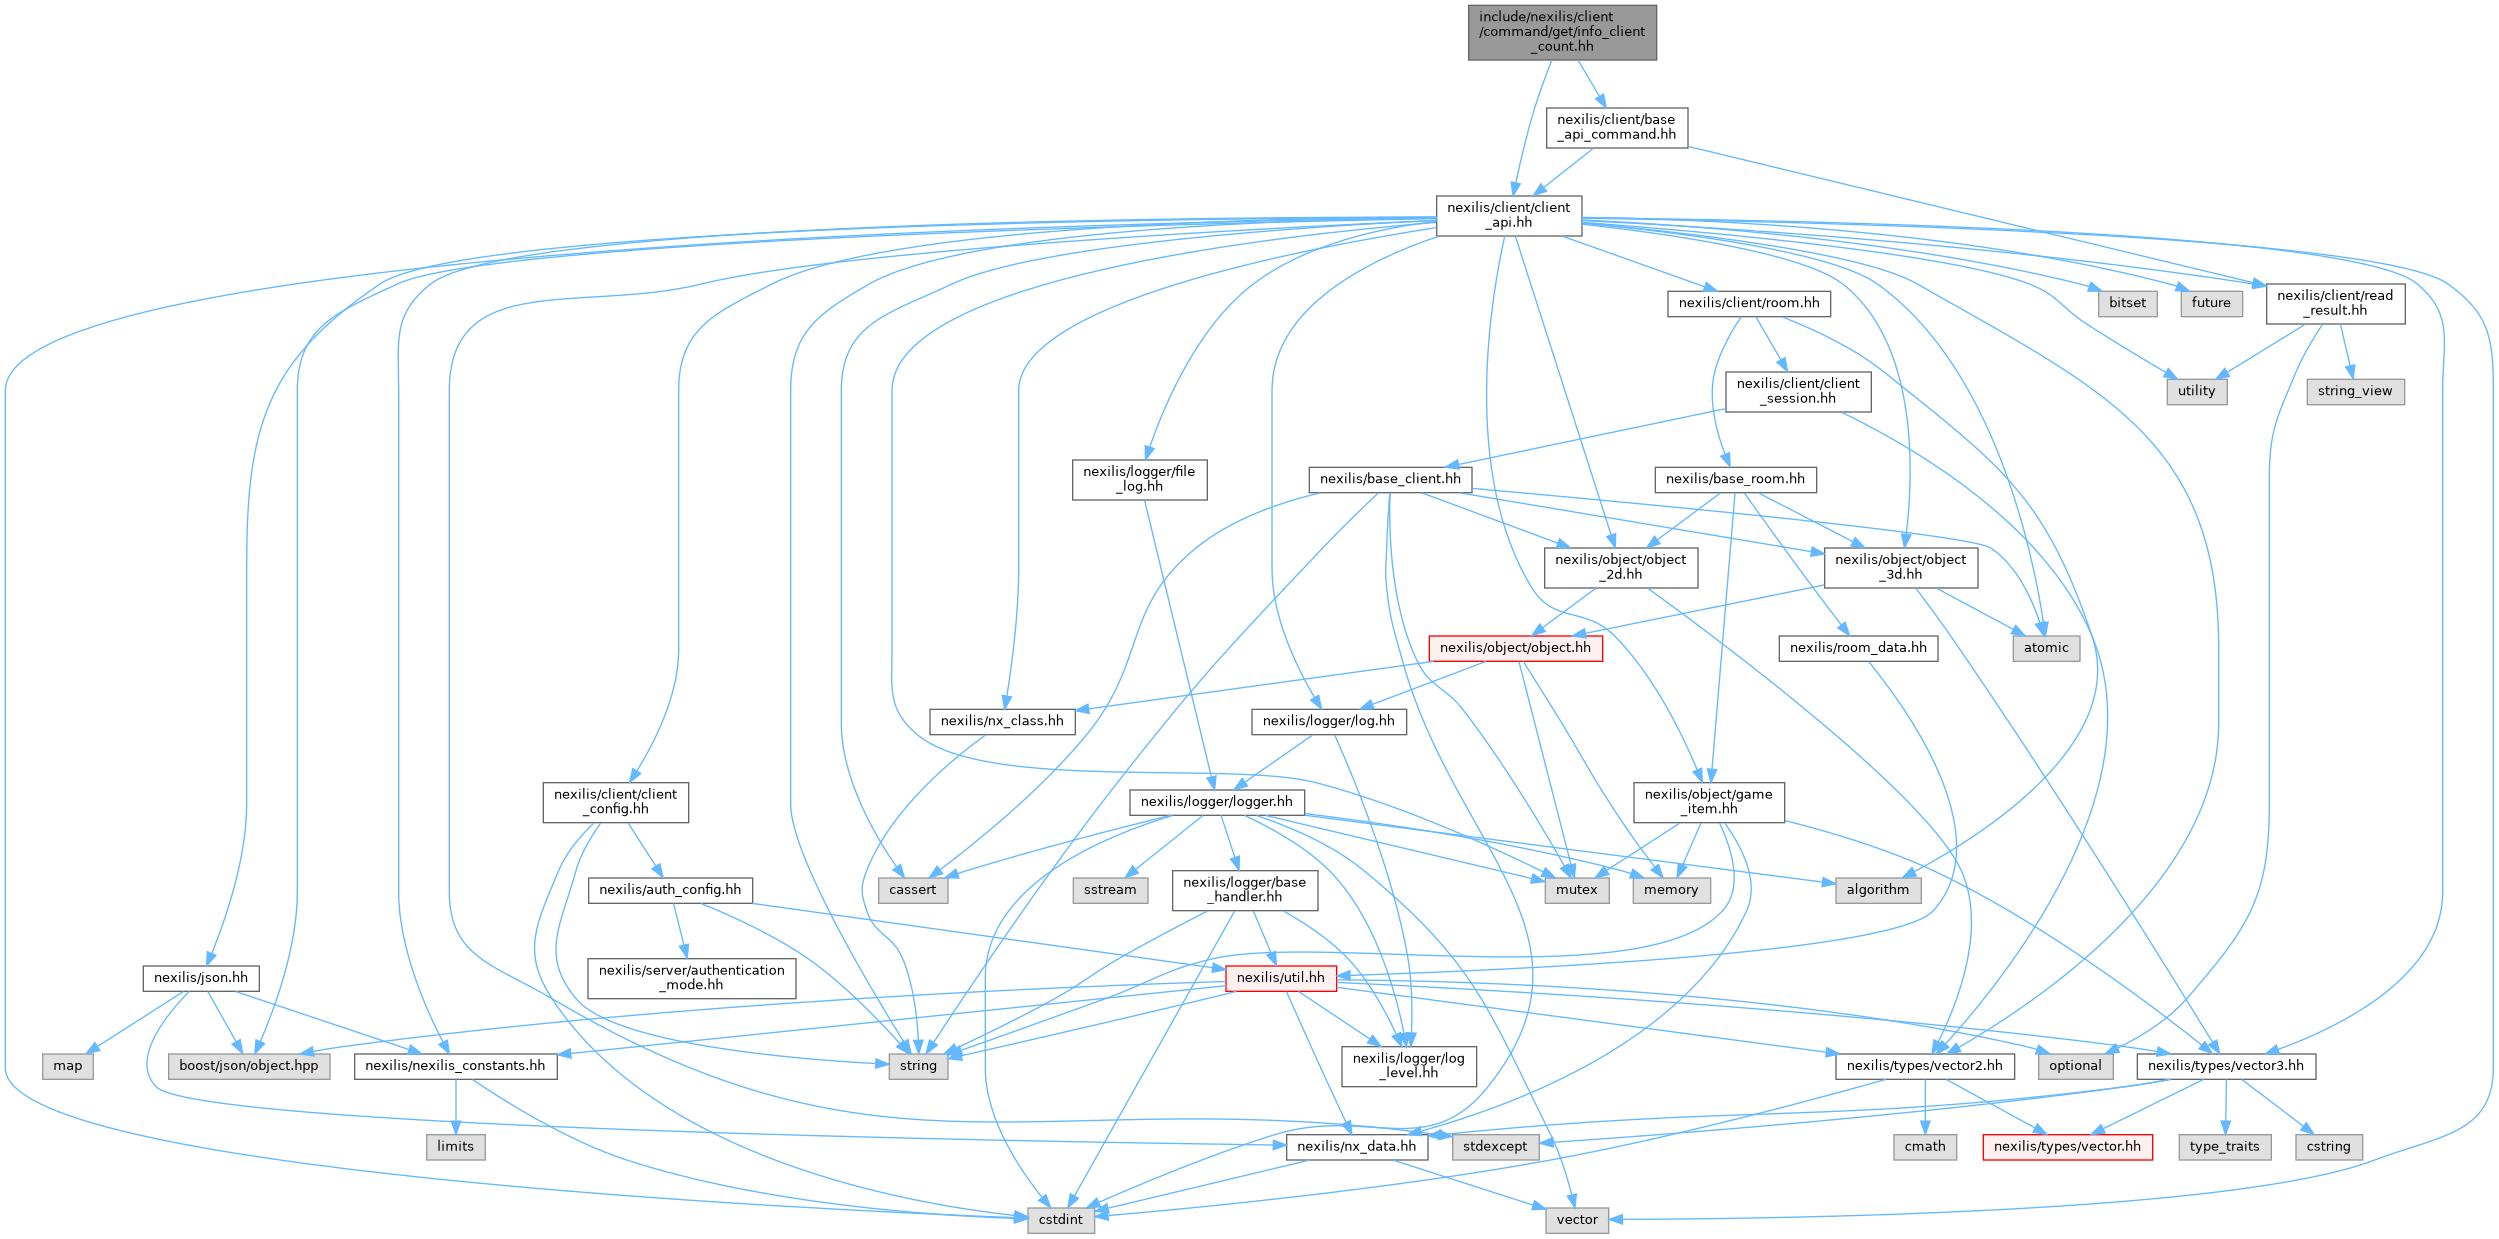 include/nexilis/client
/command/get/info_client
_count.hh
nexilis/client/base
_api_command.hh
nexilis/client/client
_api.hh
nexilis/client/room.hh
bitset
future
nexilis/client/read
_result.hh
nexilis/client/client
_session.hh
utility
string_view
nexilis/logger/file
_log.hh
nexilis/base_client.hh
nexilis/base_room.hh
nexilis/object/object
_2d.hh
nexilis/object/object
_3d.hh
nexilis/object/object.hh
nexilis/room_data.hh
atomic
nexilis/nx_class.hh
nexilis/logger/log.hh
nexilis/client/client
_config.hh
nexilis/logger/logger.hh
nexilis/object/game
_item.hh
nexilis/auth_config.hh
cassert
sstream
nexilis/logger/base
_handler.hh
mutex
memory
algorithm
nexilis/json.hh
nexilis/server/authentication
_mode.hh
nexilis/util.hh
map
boost/json/object.hpp
nexilis/nexilis_constants.hh
string
nexilis/logger/log
_level.hh
nexilis/types/vector2.hh
optional
nexilis/types/vector3.hh
limits
nexilis/nx_data.hh
stdexcept
cmath
nexilis/types/vector.hh
type_traits
cstring
cstdint
vector